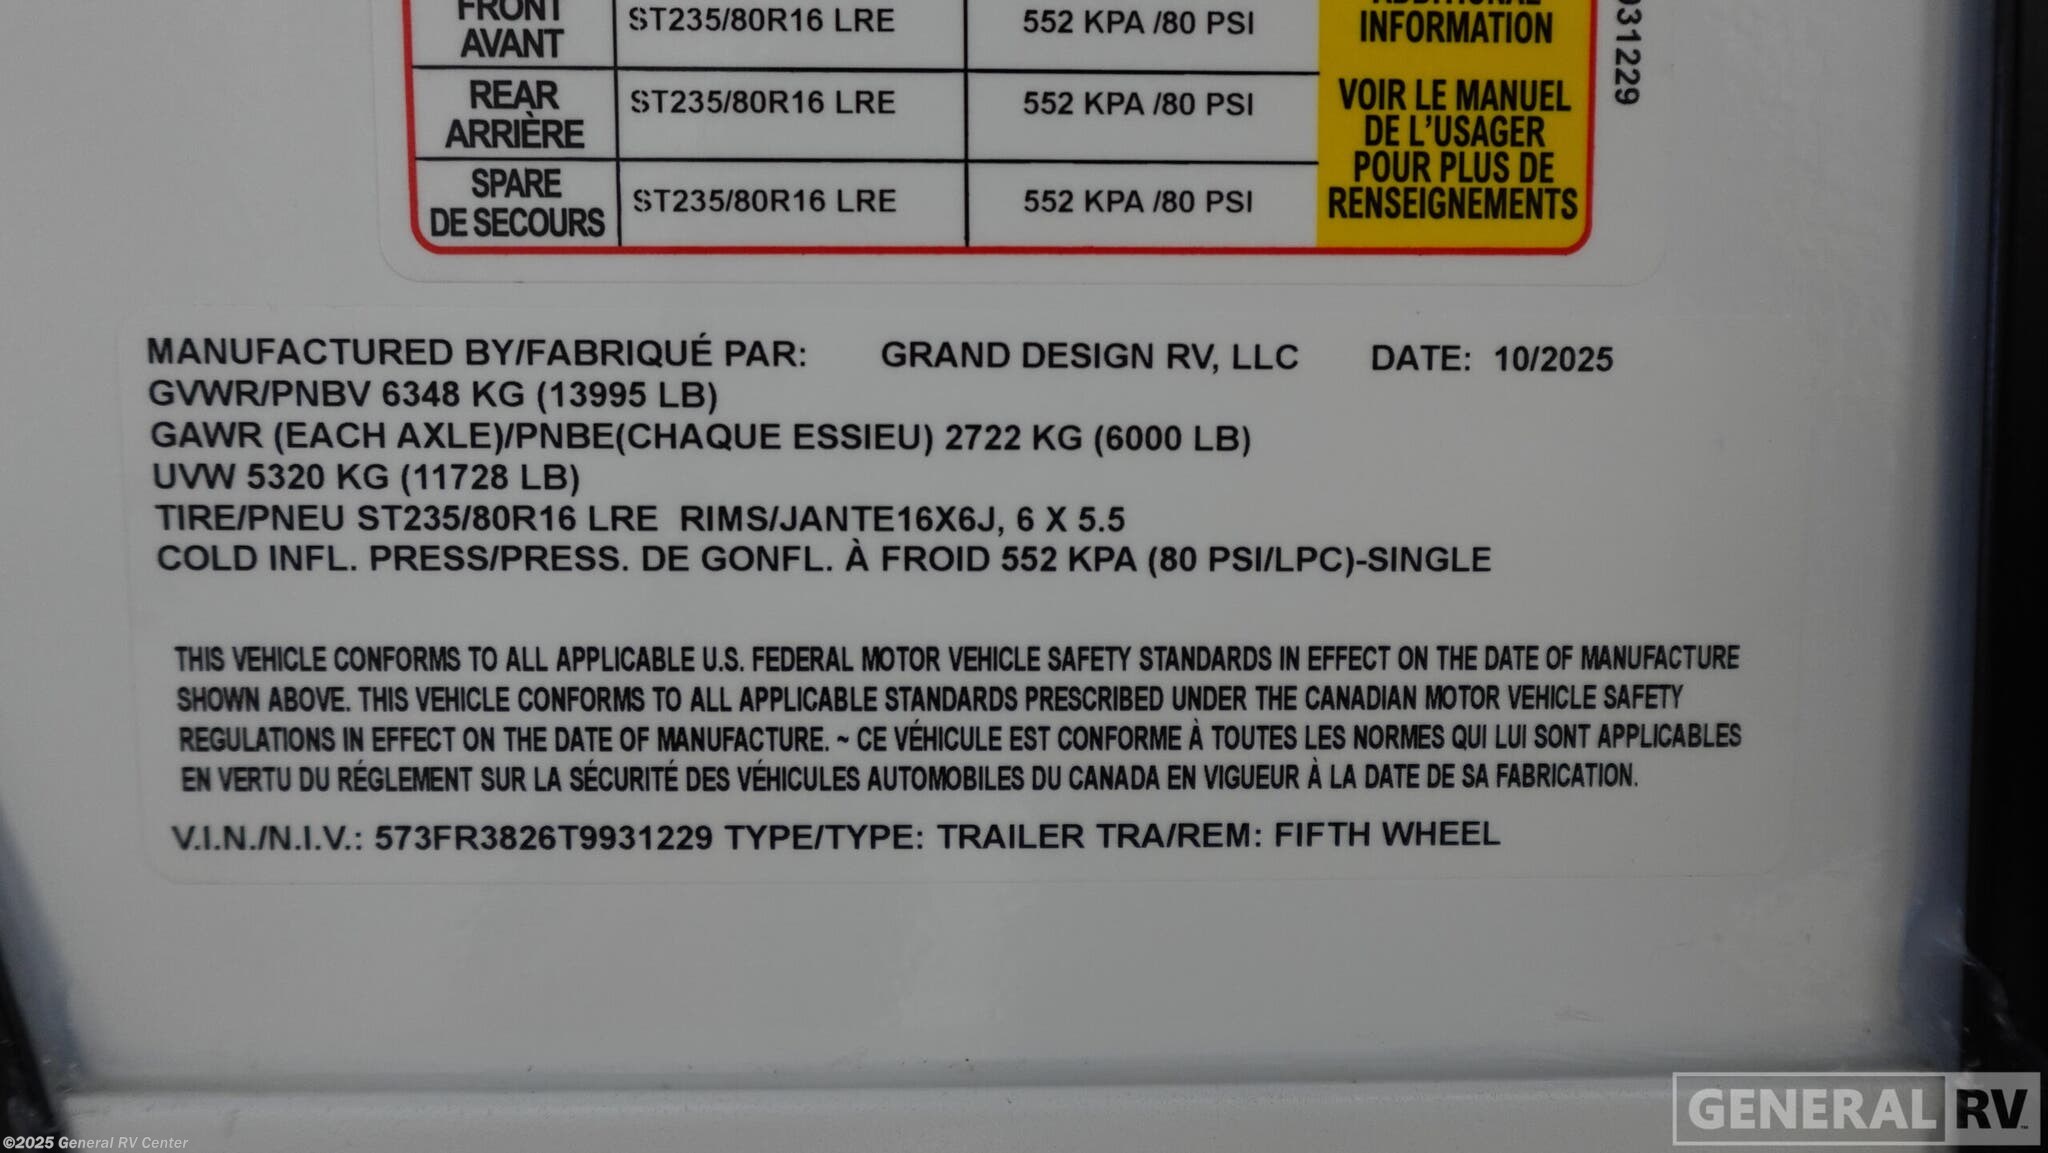 FRONT
AVANT
ST235/80R16 LRE
552 KPA /80 PSI
REAR
ARRIÈRE
ST235/80R16 LRE
552 KPA /80 PSI
SPARE
DE SECOURS
ST235/80R16 LRE
552 KPA /80 PSI
ADDITIONAL
INFORMATION
VOIR LE MANUEL
DE L'USAGER
POUR PLUS DE
RENSEIGNEMENTS
931229
MANUFACTURED BY/FABRIQUÉ PAR: GRAND DESIGN RV, LLC DATE: 10/2025
GVWR/PNBV 6348 KG (13995 LB)
GAWR (EACH AXLE)/PNBE(CHAQUE ESSIEU) 2722 KG (6000 LB)
UVW 5320 KG (11728 LB)
TIRE/PNEU ST235/80R16 LRE RIMS/JANTE16X6J, 6 X 5.5
COLD INFL. PRESS/PRESS. DE GONFL. À FROID 552 KPA (80 PSI/LPC)-SINGLE
THIS VEHICLE CONFORMS TO ALL APPLICABLE U.S. FEDERAL MOTOR VEHICLE SAFETY STANDARDS IN EFFECT ON THE DATE OF MANUFACTURE
SHOWN ABOVE. THIS VEHICLE CONFORMS TO ALL APPLICABLE STANDARDS PRESCRIBED UNDER THE CANADIAN MOTOR VEHICLE SAFETY
REGULATIONS IN EFFECT ON THE DATE OF MANUFACTURE. ~ CE VÉHICULE EST CONFORME À TOUTES LES NORMES QUI LUI SONT APPLICABLES
EN VERTU DU RÉGLEMENT SUR LA SÉCURITÉ DES VÉHICULES AUTOMOBILES DU CANADA EN VIGUEUR À LA DATE DE SA FABRICATION.
V.I.N./N.I.V.: 573FR3826T9931229 TYPE/TYPE: TRAILER TRA/REM: FIFTH WHEEL
GENERAL RV
©2025 General RV Center